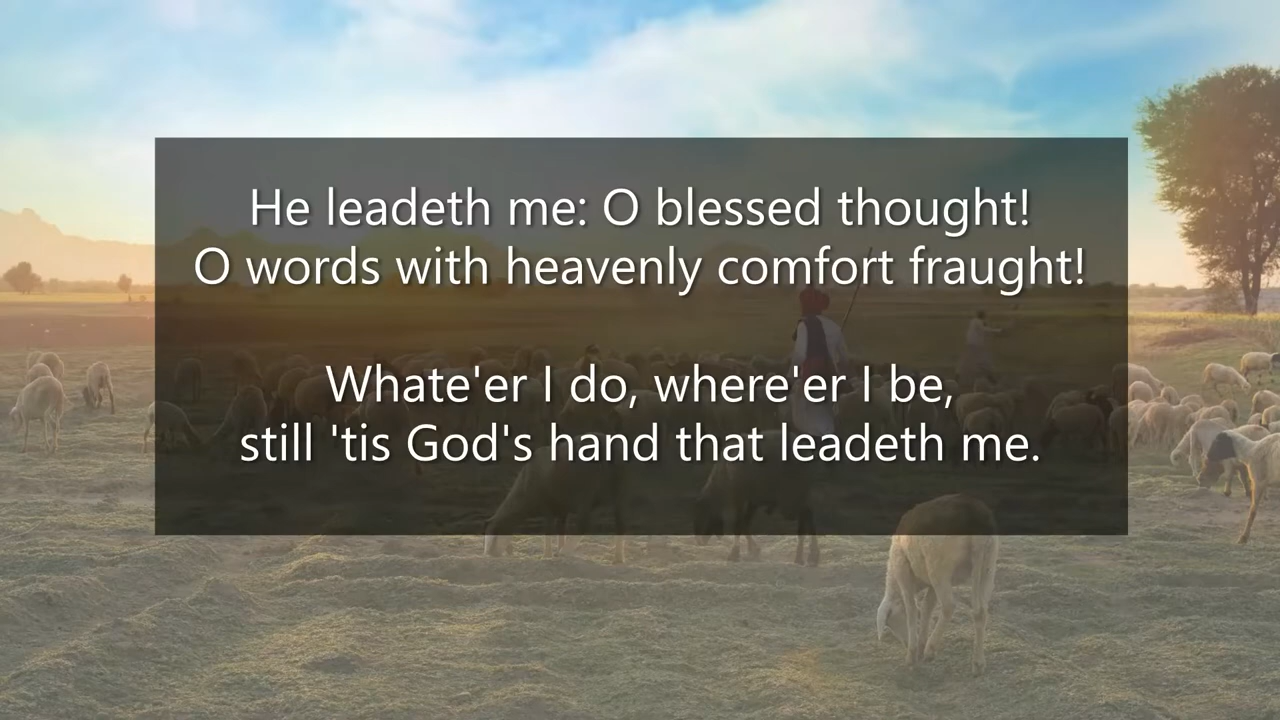 He leadeth me: O blessed thought!
O words with heavenly comfort fraught!
Whate'er I do, where'er I be,
still 'tis God's hand that leadeth me.